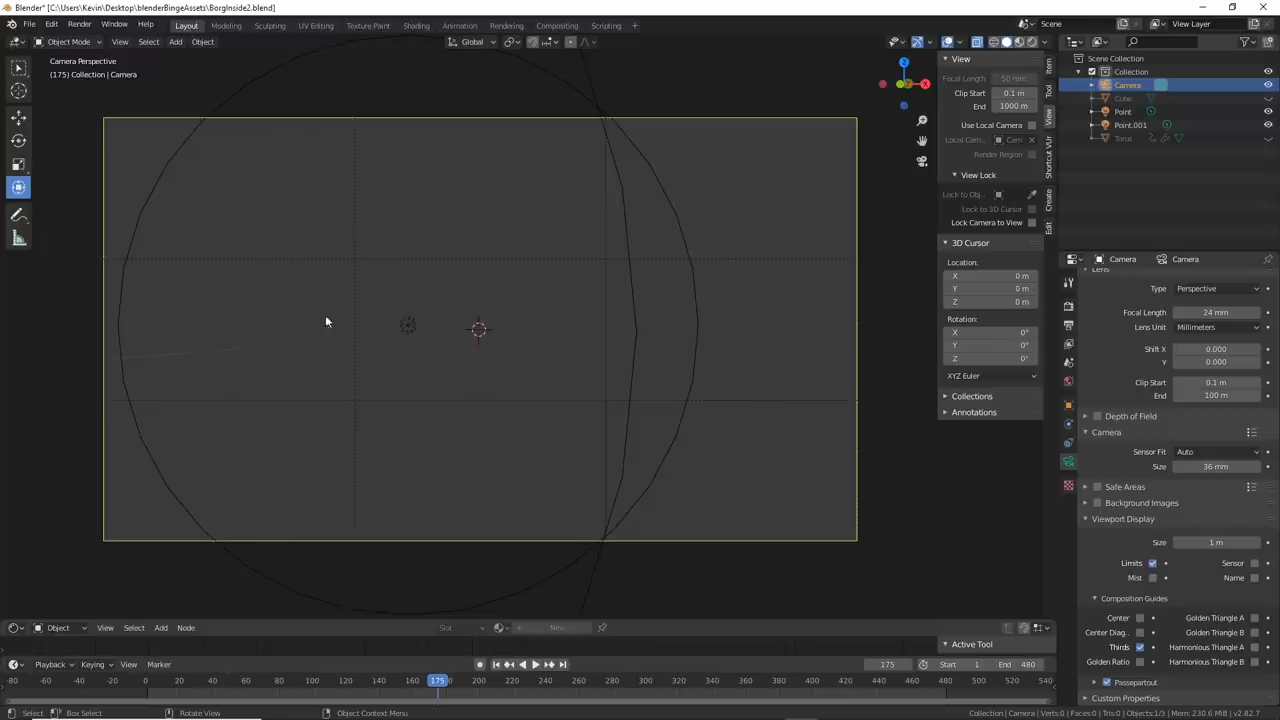 Blender* [C:\Users\Kevin\Desktop\blenderBingeAssets\BorgInside2.blend]
File Edit Render Window Help Layout Modeling Sculpting UV Editing Texture Paint Shading Animation Rendering Compositing Scripting + Scene View Layer
Object Mode View Select Add Object Global
Camera Perspective
(175) Collection | Camera
View
Focal Length 50 mm
Clip Start 0.1 m
End 1000 m
Use Local Camera
Local Cam... Cam
Render Region
View Lock
Lock to Obj...
Lock to 3D Cursor
Lock Camera to View
3D Cursor
Location:
X 0 m
Y 0 m
Z 0 m
Rotation:
X 0°
Y 0°
Z 0°
XYZ Euler
Collections
Annotations
Item
Tool
View
Shortcut VUr
Create
Edit
Z
X
Scene Collection
Collection
Camera
Cube
Point
Point.001
Torus
Camera Camera
Lens
Type Perspective
Focal Length 24 mm
Lens Unit Millimeters
Shift X 0.000
Y 0.000
Clip Start 0.1 m
End 100 m
Depth of Field
Camera
Sensor Fit Auto
Size 36 mm
Safe Areas
Background Images
Viewport Display
Size 1 m
Limits Sensor
Mist Name
Composition Guides
Center Golden Triangle A
Center Diag.. Golden Triangle B
Thirds Harmonious Triangle A
Golden Ratio Harmonious Triangle B
Passepartout
Custom Properties
Object View Select Add Node Slot New
Active Tool
Playback Keying View Marker 175 Start 1 End 480
-80 -60 -40 -20 0 20 40 60 80 100 120 140 160 175 200 220 240 260 280 300 320 340 360 380 400 420 440 460 480 500 520 540
Select Box Select Rotate View Object Context Menu Collection | Camera | Verts:0 | Faces:0 | Tris:0 | Objects:1/3 | Mem: 230.6 MiB | v2.82.7